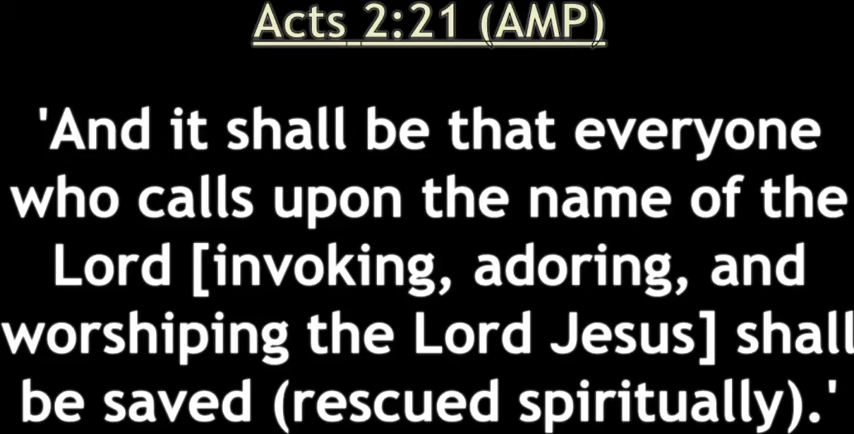 Acts 2:21 (AMP)
'And it shall be that everyone
who calls upon the name of the
Lord [invoking, adoring, and
worshiping the Lord Jesus] shall
be saved (rescued spiritually).'